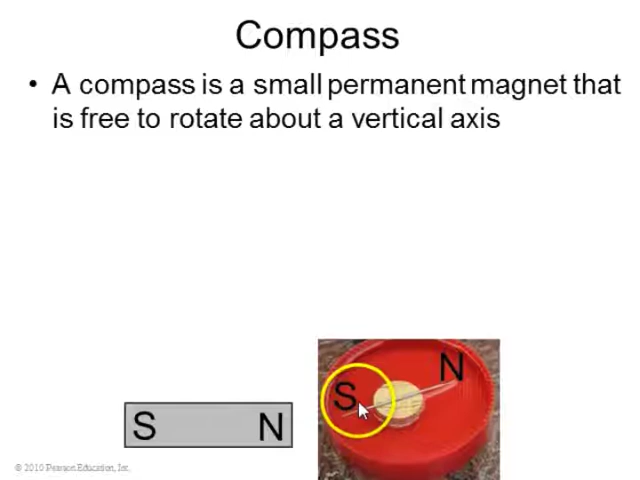 Compass
• A compass is a small permanent magnet that
is free to rotate about a vertical axis
N
S
S N
© 2010 Pearson Education, Inc.